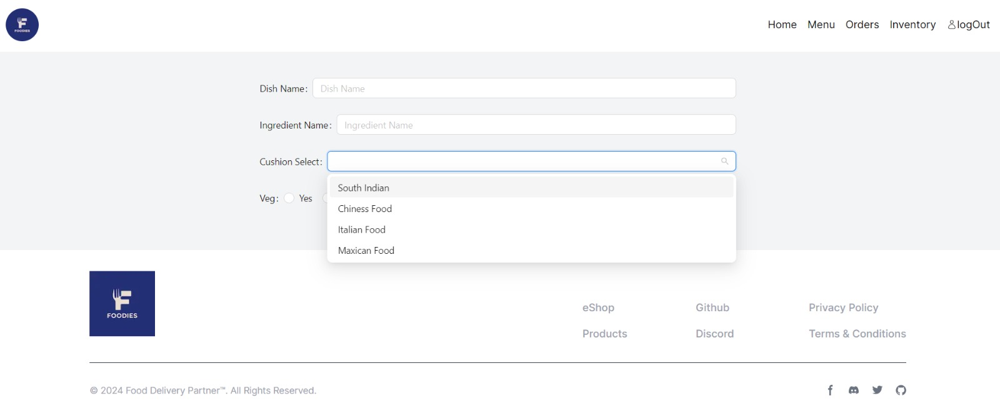 FOODIES
Home Menu Orders Inventory logOut
Dish Name: Dish Name
Ingredient Name: Ingredient Name
Cushion Select:
South Indian
Veg: Yes
Chiness Food
Italian Food
Maxican Food
F
FOODIES
eShop Github Privacy Policy
Products Discord Terms & Conditions
© 2024 Food Delivery Partner™. All Rights Reserved.